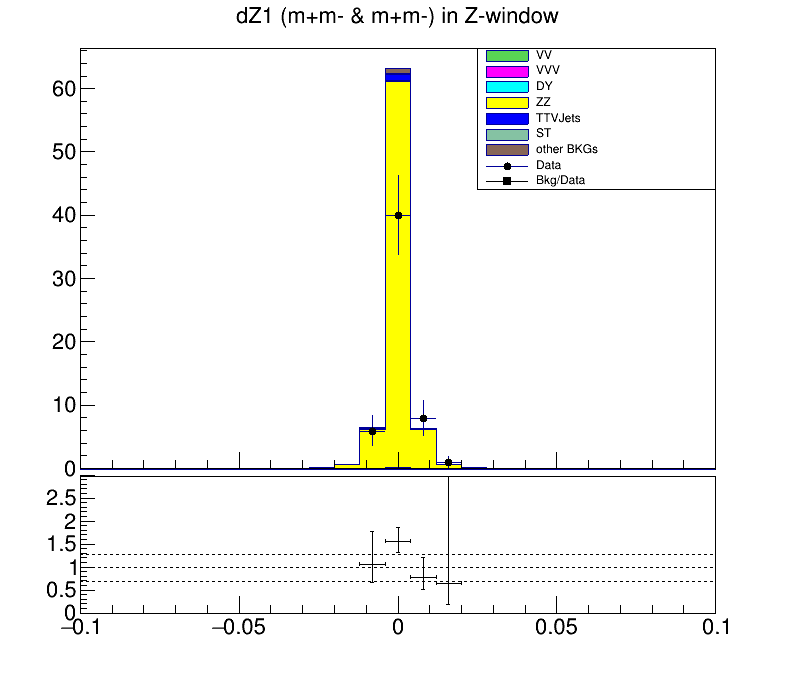 dZ1 (m+m- & m+m-) in Z-window
VV
VVV
DY
ZZ
TTVJets
ST
other BKGs
Data
Bkg/Data
60
50
40
30
20
10
0
2.5
2
1.5
1
0.5
0
−0.1 −0.05 0 0.05 0.1